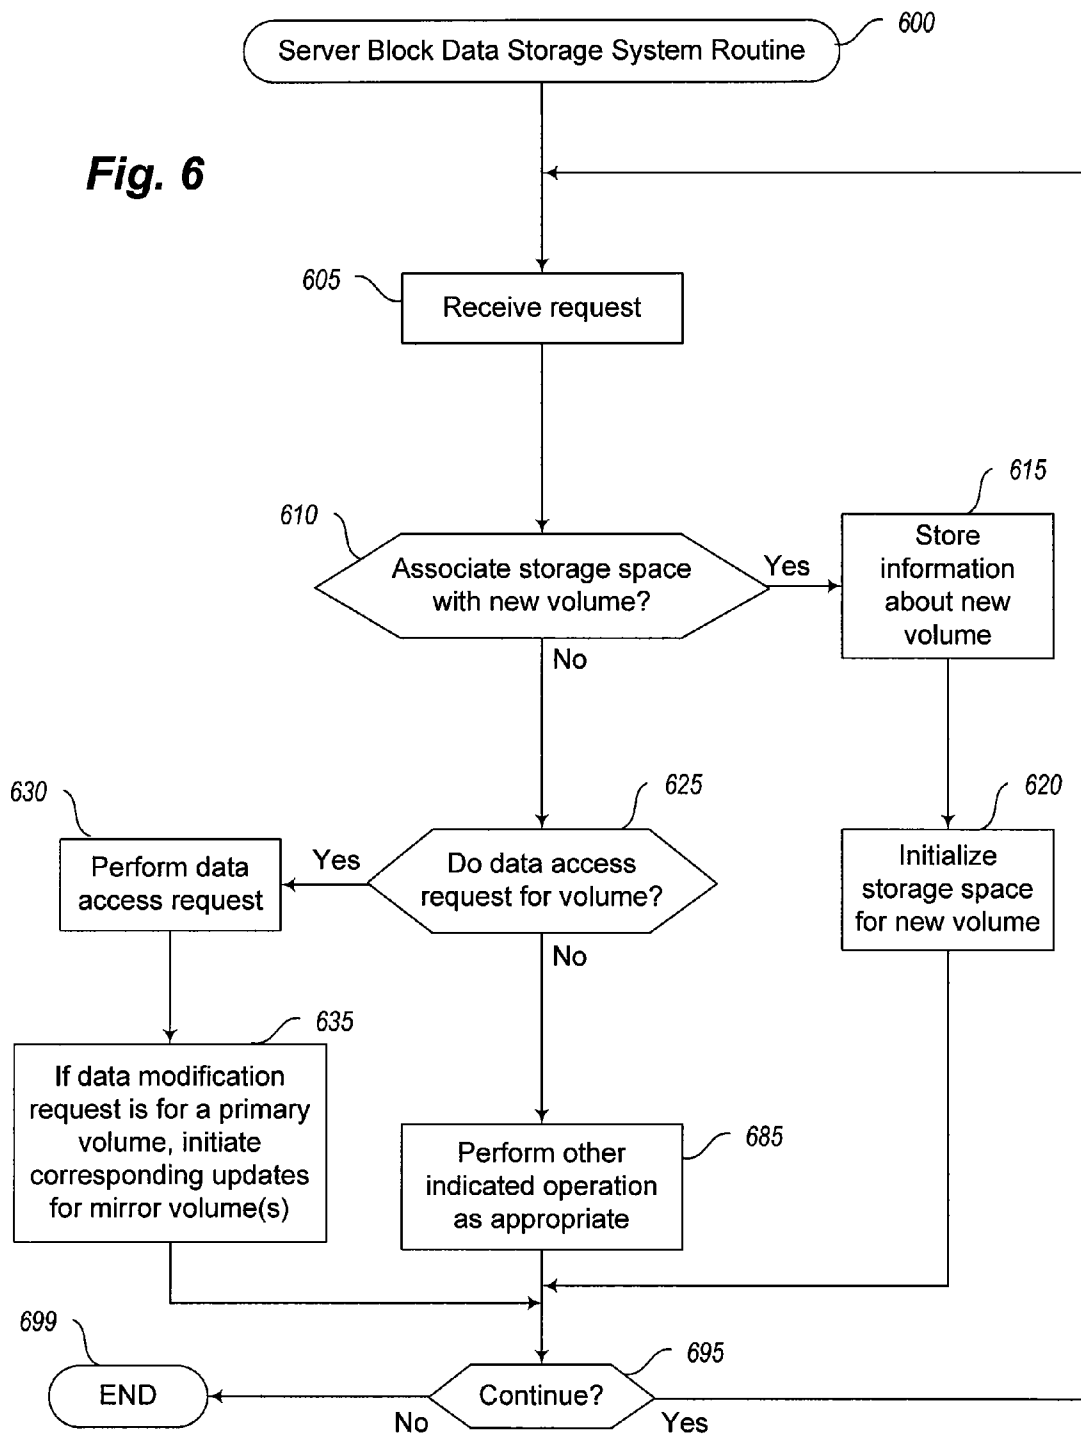 600
Server Block Data Storage System Routine
Fig. 6
605
Receive request
610
Associate storage space
with new volume?
Yes
No
615
Store
information
about new
volume
620
Initialize
storage space
for new volume
625
Do data access
request for volume?
Yes
No
630
Perform data
access request
635
If data modification
request is for a primary
volume, initiate
corresponding updates
for mirror volume(s)
685
Perform other
indicated operation
as appropriate
695
Continue?
No
Yes
699
END